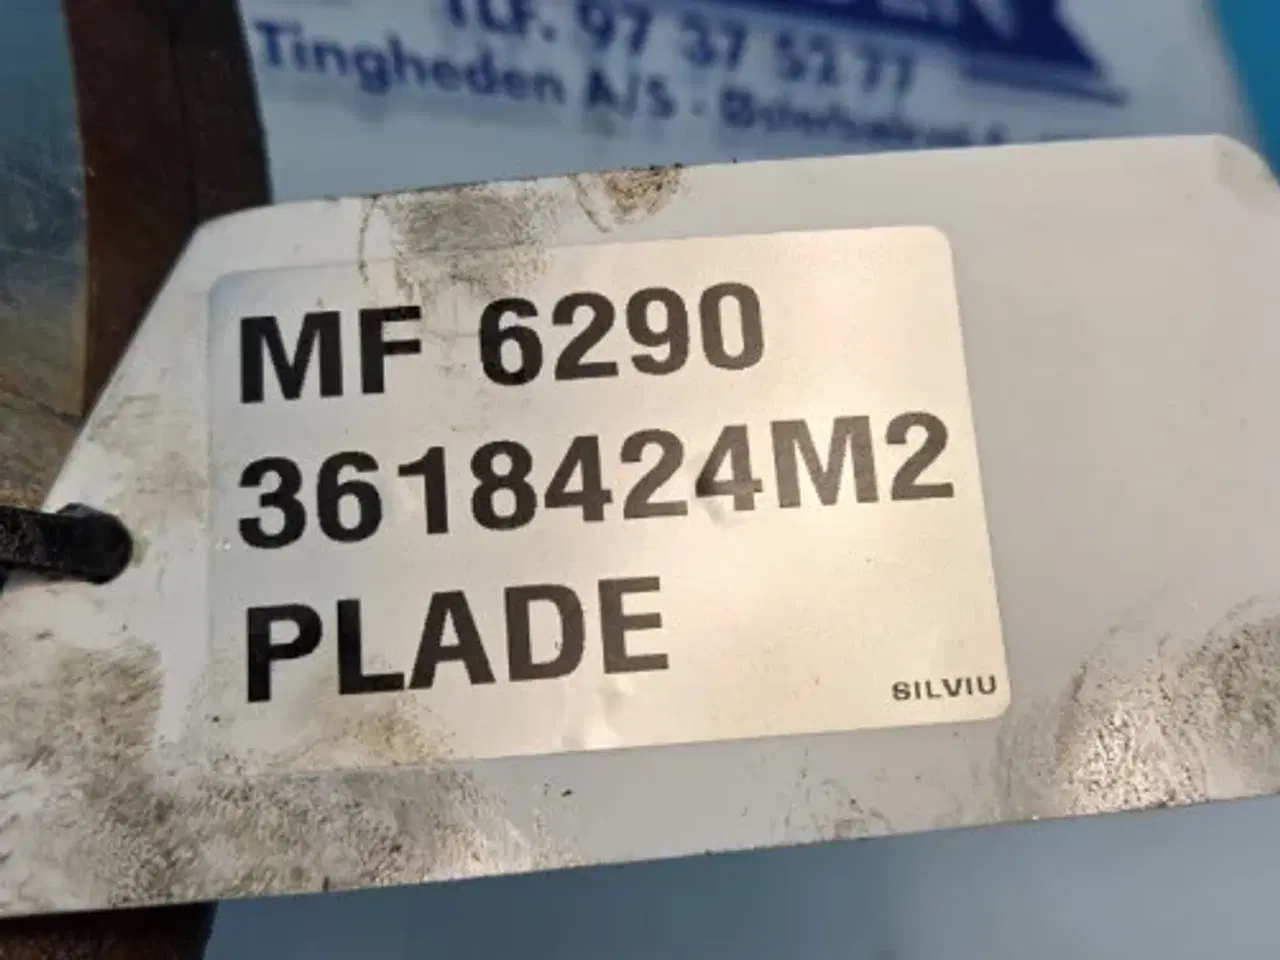 TLF. 97 37 52 77
Tingheden A/S -
MF 6290
3618424M2
PLADE
SILVIU